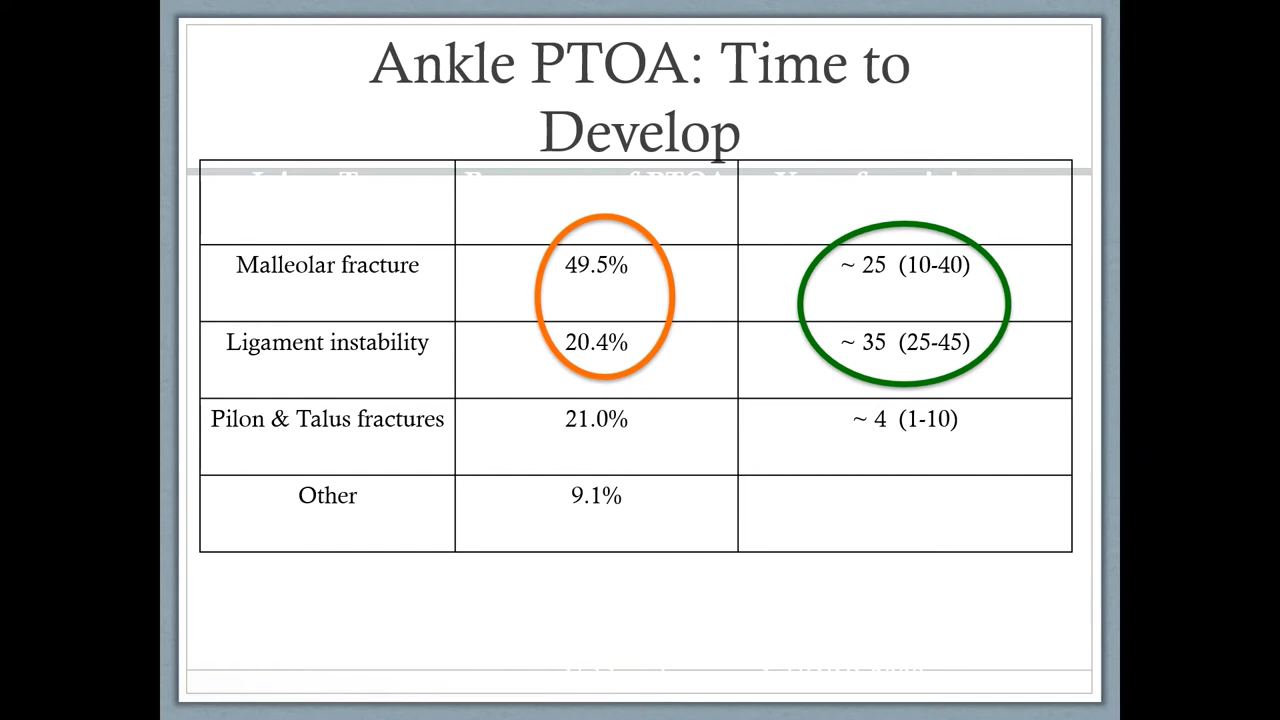 Ankle PTOA: Time to
Develop
Malleolar fracture 49.5% ~ 25 (10-40)
Ligament instability 20.4% ~ 35 (25-45)
Pilon & Talus fractures 21.0% ~ 4 (1-10)
Other 9.1%